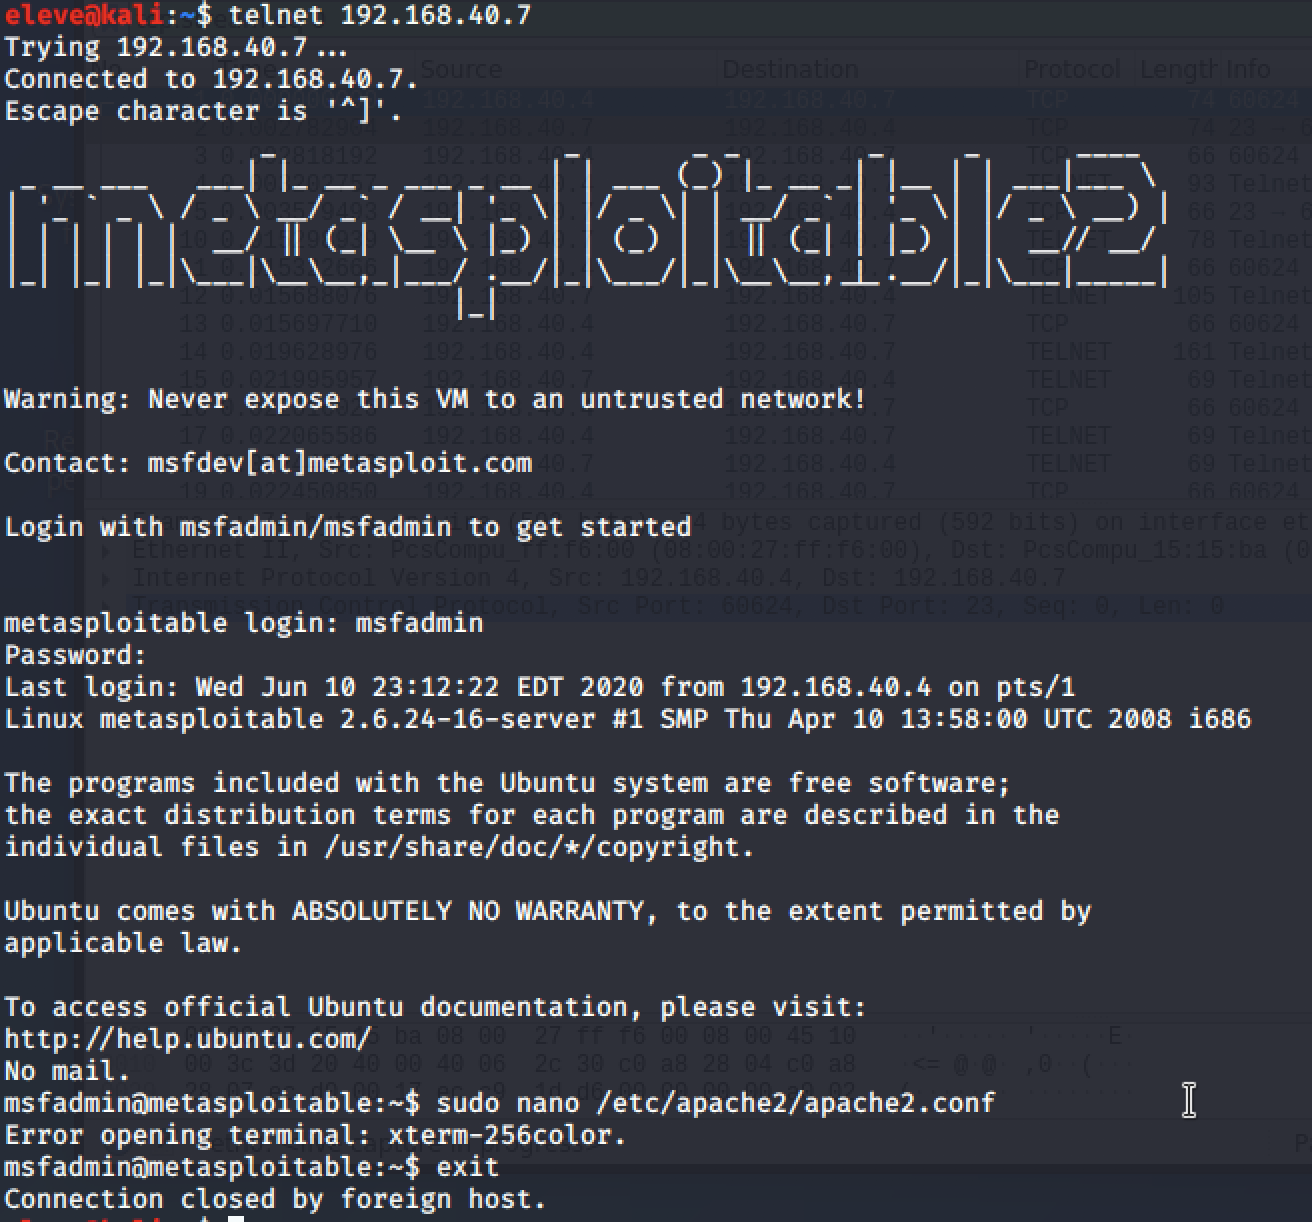 eleve@kali:~$ telnet 192.168.40.7
Trying 192.168.40.7...
Connected to 192.168.40.7.
Escape character is '^]'.
metasploitable2
Warning: Never expose this VM to an untrusted network!
Contact: msfdev[at]metasploit.com
Login with msfadmin/msfadmin to get started
metasploitable login: msfadmin
Password:
Last login: Wed Jun 10 23:12:22 EDT 2020 from 192.168.40.4 on pts/1
Linux metasploitable 2.6.24-16-server #1 SMP Thu Apr 10 13:58:00 UTC 2008 i686
The programs included with the Ubuntu system are free software;
the exact distribution terms for each program are described in the
individual files in /usr/share/doc/*/copyright.
Ubuntu comes with ABSOLUTELY NO WARRANTY, to the extent permitted by
applicable law.
To access official Ubuntu documentation, please visit:
http://help.ubuntu.com/
No mail.
msfadmin@metasploitable:~$ sudo nano /etc/apache2/apache2.conf
Error opening terminal: xterm-256color.
msfadmin@metasploitable:~$ exit
Connection closed by foreign host.